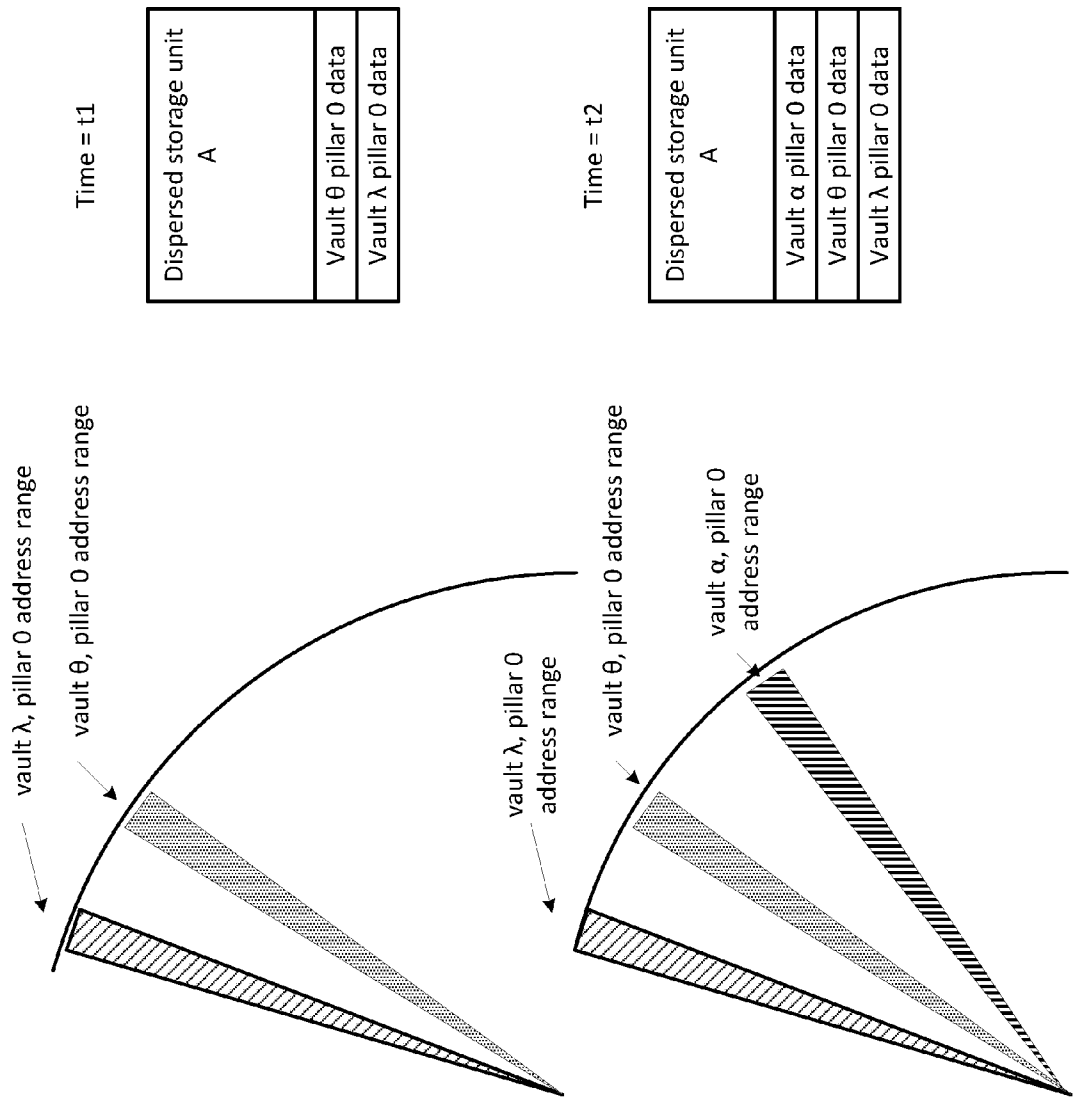 vault λ, pillar 0 address range
vault θ, pillar 0 address range
Time = t1
Dispersed storage unit
A
Vault θ pillar 0 data
Vault λ pillar 0 data
vault λ, pillar 0
address range
vault θ, pillar 0 address range
vault α, pillar 0
address range
Time = t2
Dispersed storage unit
A
Vault α pillar 0 data
Vault θ pillar 0 data
Vault λ pillar 0 data